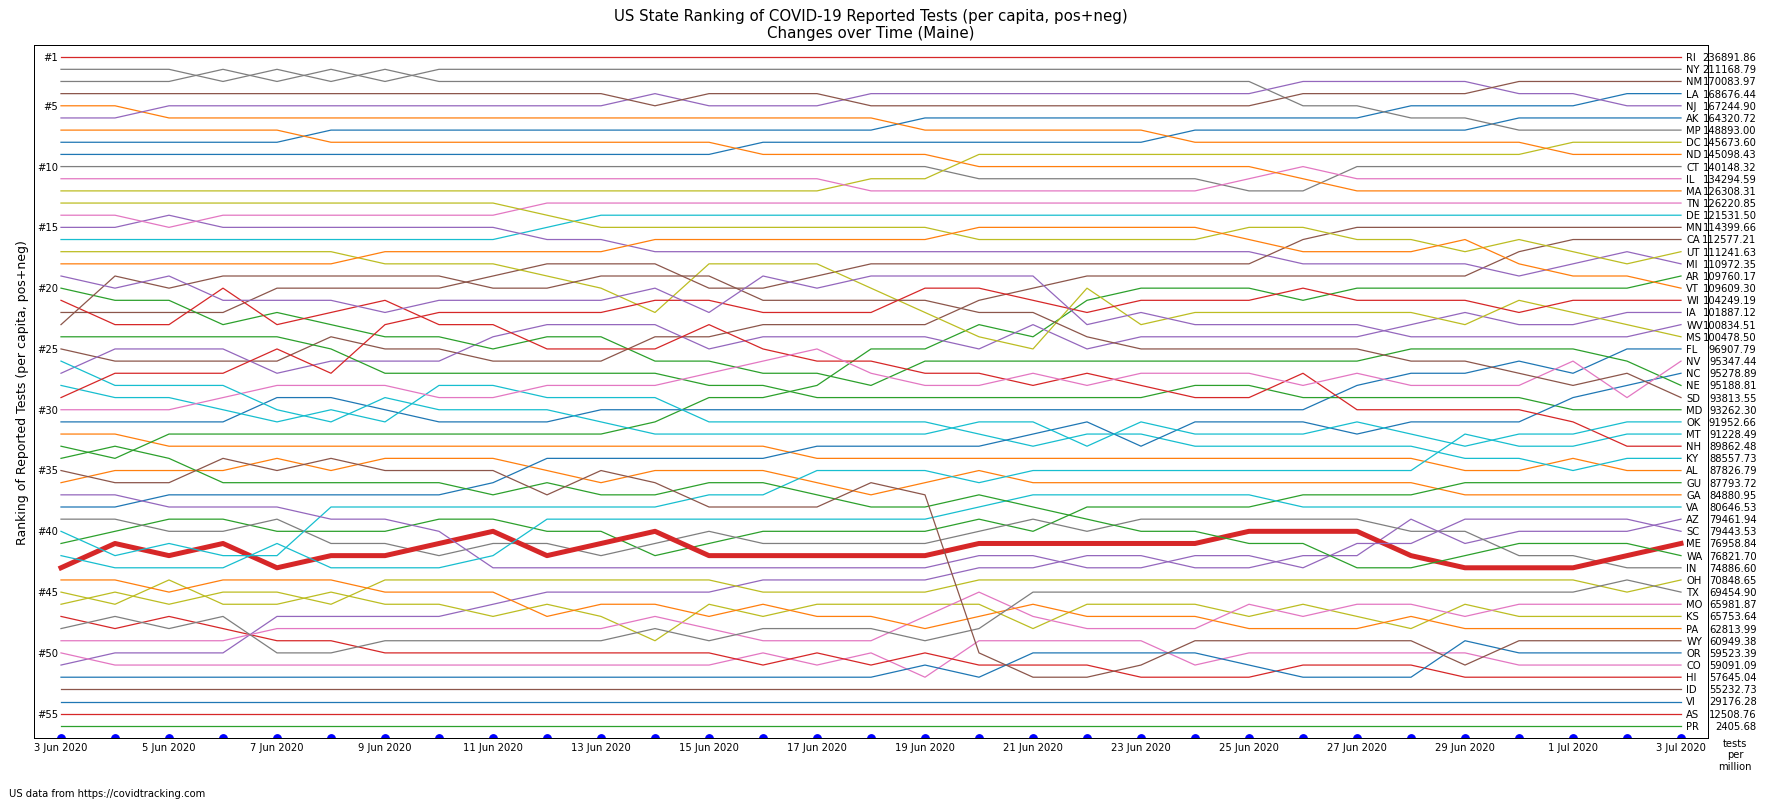 US State Ranking of COVID-19 Reported Tests (per capita, pos+neg)
Changes over Time (Maine)
Ranking of Reported Tests (per capita, pos+neg)
#1
#5
#10
#15
#20
#25
#30
#35
#40
#45
#50
#55
RI 236891.86
NY 211168.79
NM 170083.97
LA 168676.44
NJ 167244.90
AK 164320.72
MP 148893.00
DC 145673.60
ND 145098.43
CT 140148.32
IL 134294.59
MA 126308.31
TN 126220.85
DE 121531.50
MN 114399.66
CA 112577.21
UT 111241.63
MI 110972.35
AR 109760.17
VT 109609.30
WI 104249.19
IA 101887.12
WV 100834.51
MS 100478.50
FL 96907.79
NV 95347.44
NC 95278.89
NE 95188.81
SD 93813.55
MD 93262.30
OK 91952.66
MT 91228.49
NH 89862.48
KY 88557.73
AL 87826.79
GU 87793.72
GA 84880.95
VA 80646.53
AZ 79461.94
SC 79443.53
ME 76958.84
WA 76821.70
IN 74886.60
OH 70848.65
TX 69454.90
MO 65981.87
KS 65753.64
PA 62813.99
WY 60949.38
OR 59523.39
CO 59091.09
HI 57645.04
ID 55232.73
VI 29176.28
AS 12508.76
PR 2405.68
3 Jun 2020 5 Jun 2020 7 Jun 2020 9 Jun 2020 11 Jun 2020 13 Jun 2020 15 Jun 2020 17 Jun 2020 19 Jun 2020 21 Jun 2020 23 Jun 2020 25 Jun 2020 27 Jun 2020 29 Jun 2020 1 Jul 2020 3 Jul 2020
tests
per
million
US data from https://covidtracking.com